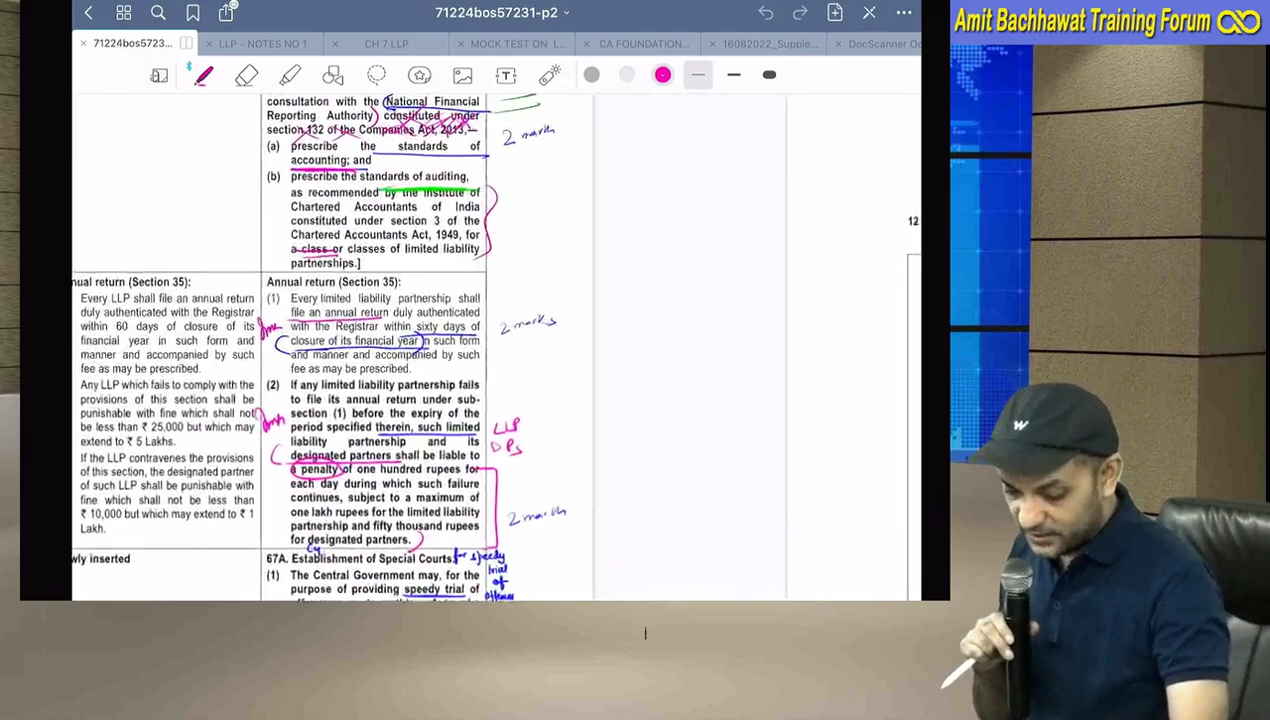 71224bos57231-p2
Amit Bachhawat Training Forum
71224bos5723...
LLP - NOTES NO 1
CH 7 LLP
MOCK TEST ON L...
CA FOUNDATION...
16082022_Supple...
DocScanner Oc
consultation with the National Financial
Reporting Authority constituted under
section 132 of the Companies Act, 2013,—
(a) prescribe the standards of
accounting; and
(b) prescribe the standards of auditing,
as recommended by the Institute of
Chartered Accountants of India
constituted under section 3 of the
Chartered Accountants Act, 1949, for
a class or classes of limited liability
partnerships.]
2 mark
12
nual return (Section 35):
Every LLP shall file an annual return
duly authenticated with the Registrar
within 60 days of closure of its
financial year in such form and
manner and accompanied by such
fee as may be prescribed.
Any LLP which fails to comply with the
provisions of this section shall be
punishable with fine which shall not
be less than ₹ 25,000 but which may
extend to ₹ 5 Lakhs.
If the LLP contravenes the provisions
of this section, the designated partner
of such LLP shall be punishable with
fine which shall not be less than
₹ 10,000 but which may extend to ₹ 1
Lakh.
Annual return (Section 35):
(1) Every limited liability partnership shall
file an annual return duly authenticated
with the Registrar within sixty days of
closure of its financial year in such form
and manner and accompanied by such
fee as may be prescribed.
2 marks
(2) If any limited liability partnership fails
to file its annual return under sub-
section (1) before the expiry of the
period specified therein, such limited
liability partnership and its
designated partners shall be liable to
a penalty of one hundred rupees for
each day during which such failure
continues, subject to a maximum of
one lakh rupees for the limited liability
partnership and fifty thousand rupees
for designated partners.
LLP
DPs
2 marks
wly inserted
67A. Establishment of Special Courts.
(1) The Central Government may, for the
purpose of providing speedy trial of
for speedy
trial
of
offences
W